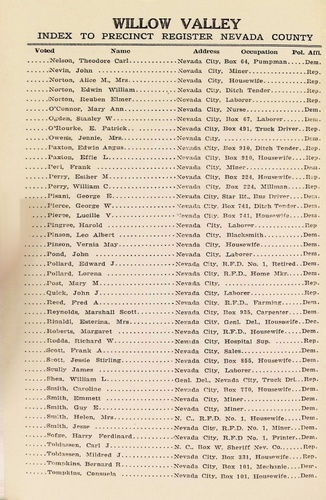 WILLOW VALLEY
INDEX TO PRECINCT REGISTER NEVADA COUNTY
Voted Name Address Occupation Pol. Affl.
......Nelson, Theodore Carl......Nevada City, Box 64, Pumpman......Dem.
......Nevin, John......Nevada City, Miner......Rep.
......Norton, Alice M., Mrs......Nevada City, Housewife......Rep.
......Norton, Edwin William......Nevada City, Ditch Tender......Rep.
......Norton, Reuben Elmer......Nevada City, Laborer......Rep.
......O'Connor, Mary Ann......Nevada City, Nurse......Dem.
......Ogden, Stanley W......Nevada City, Box 67, Laborer......Dem.
......O'Rourke, E. Patrick......Nevada City, Box 491, Truck Driver...Rep.
......Owens, Jennie, Mrs......Nevada City, Housewife......Dem.
......Paxton, Edwin Angus......Nevada City, Box 910, Ditch Tender..Rep.
......Paxton, Effie L......Nevada City, Box 910, Housewife......Rep.
......Peri, Frank......Nevada City, Miner......Dem.
......Perry, Esther M......Nevada City, Box 224, Housewife......Rep.
......Perry, William C......Nevada City, Box 224, Millman......Rep.
......Pisani, George E......Nevada City, Star Rt., Bus Driver......Dem.
......Pierce, George W......Nevada City, Box 741, Ditch Tender...Dem.
......Pierce, Lucille V......Nevada City, Box 741, Housewife......Dem.
......Pingree, Harold......Nevada City, Laborer......Rep.
......Pinson, Leo Albert......Nevada City, Blacksmith......Dem.
......Pinson, Verna May......Nevada City, Housewife......Dem.
......Pond, John......Nevada City, Laborer......Dem.
......Pollard, Edward J......Nevada City, R.F.D. No. 1, Retired..Dem.
......Pollard, Lorena......Nevada City, R.F.D., Home Mkr......Dem.
......Post, Mary M......Nevada City......Rep.
......Quick, John J......Nevada City, Laborer......Rep.
......Reed, Fred A......Nevada City, R.F.D., Farming......Dem.
......Reynolds, Marshall Scott......Nevada City, Box 925, Carpenter......Dem.
......Rinaldi, Esterina, Mrs......Nevada City, Genl. Del., Housewife...Dec.
......Roberts, Margaret......Nevada City, R.F.D., Housewife......Dem.
......Rodda, Richard W......Nevada City, Hospital Sup......Rep.
......Scott, Frank A......Nevada City, Sales......Dem.
......Scott, Jessie Stirling......Nevada City, Box 855, Housewife......Dem.
......Scully James......Nevada City, Laborer......Dem.
......Shea, William L......Genl. Del., Nevada City, Truck Dri...Rep.
......Smith, Caroline......Nevada City, Box 770, Housewife......Dem.
......Smith, Emmett......Nevada City, Miner......Dem.
......Smith, Guy E......Nevada City, Miner......Dem.
......Smith, Helen, Mrs......N. C., R.F.D. No. 1, Housewife......Dem.
......Smith, Jesse......Nevada City, R.F.D. No. 1, Miner......Dem.
......Sofge, Harry Ferdinand......Nevada City, R.F.D. No. 1, Printer..Dem.
......Tobiassen, Carl J......N. C., Box W. Sheriff Nev. Co......Rep.
......Tobiassen, Mildred J......Nevada City, Box 231, Housewife......Rep.
......Tompkins, Bernard R......Nevada City, Box 101, Mechanic......Dem.
......Tompkins, Consuela......Nevada City, Box 101, Housewife......Dem.